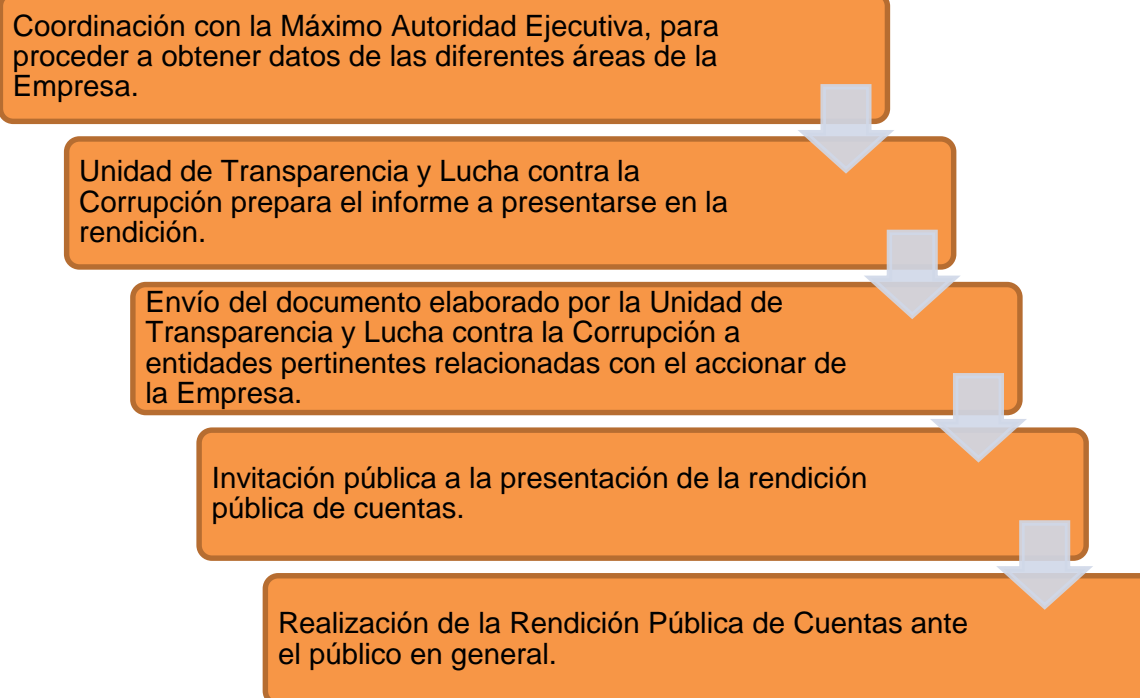 Coordinación con la Máximo Autoridad Ejecutiva, para
proceder a obtener datos de las diferentes áreas de la
Empresa.
Unidad de Transparencia y Lucha contra la
Corrupción prepara el informe a presentarse en la
rendición.
Envío del documento elaborado por la Unidad de
Transparencia y Lucha contra la Corrupción a
entidades pertinentes relacionadas con el accionar de
la Empresa.
Invitación pública a la presentación de la rendición
pública de cuentas.
Realización de la Rendición Pública de Cuentas ante
el público en general.